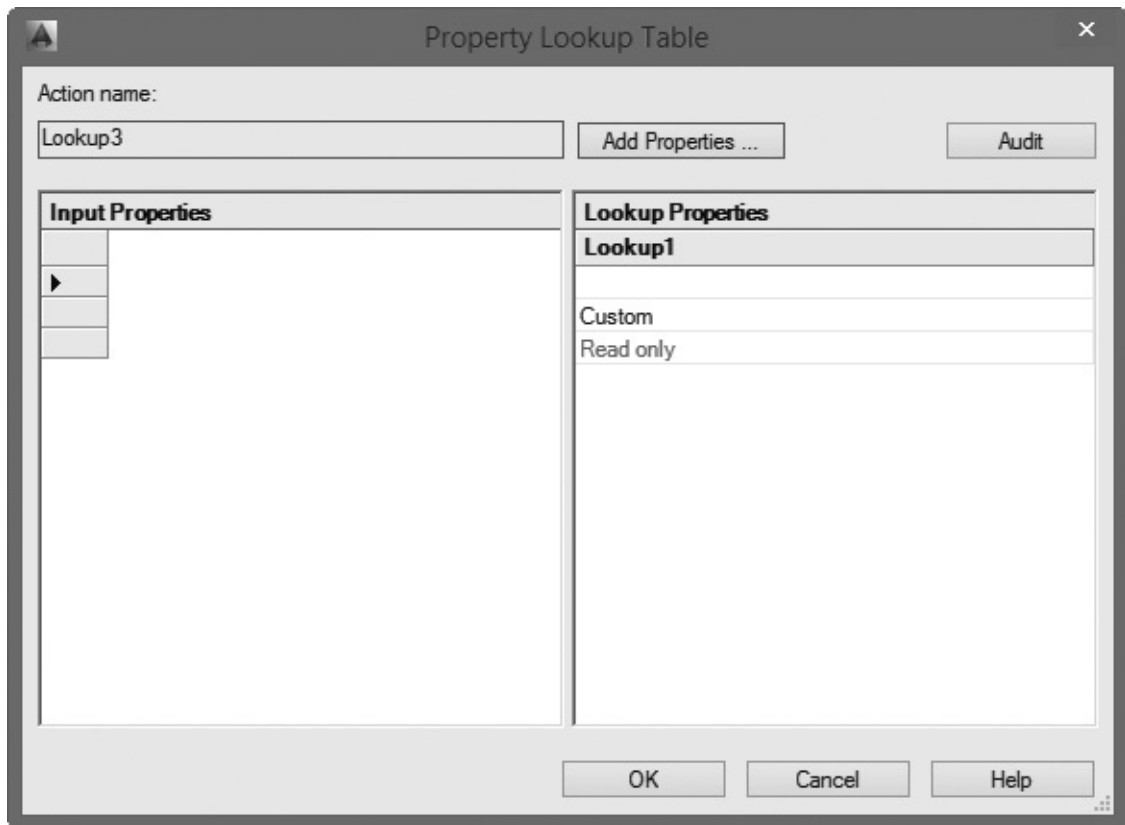 Property Lookup Table
Action name:
Lookup3
Add Properties ...
Audit
Input Properties
Lookup Properties
Lookup1
Custom
Read only
OK
Cancel
Help